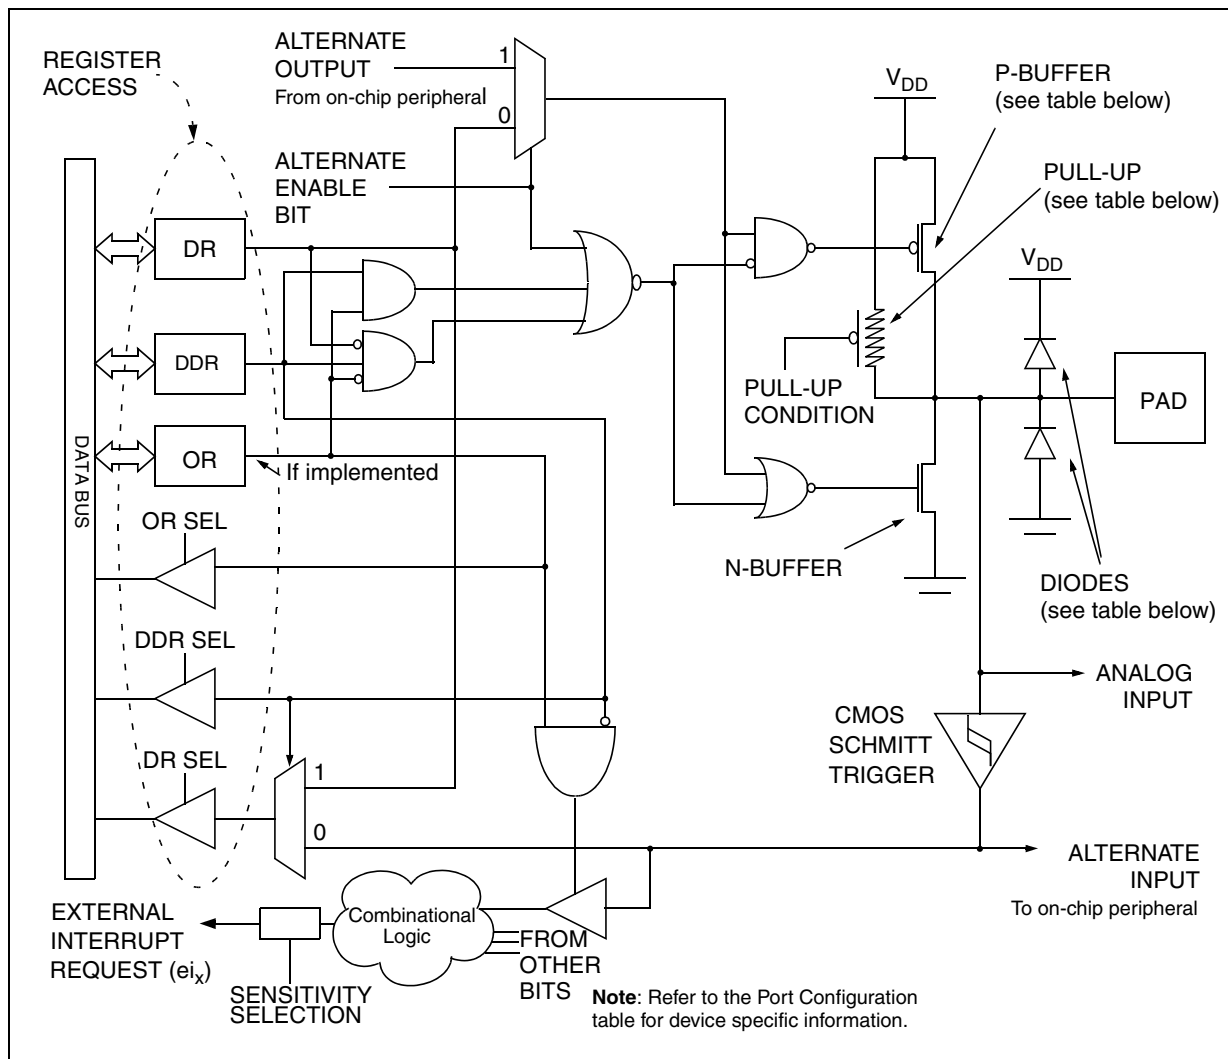 REGISTER
ACCESS
ALTERNATE
OUTPUT
From on-chip peripheral
1
0
ALTERNATE
ENABLE
BIT
VDD
P-BUFFER
(see table below)
PULL-UP
(see table below)
VDD
DR
DDR
OR
If implemented
DATA BUS
PULL-UP
CONDITION
PAD
OR SEL
DDR SEL
DR SEL
1
0
N-BUFFER
DIODES
(see table below)
ANALOG
INPUT
CMOS
SCHMITT
TRIGGER
ALTERNATE
INPUT
To on-chip peripheral
EXTERNAL
INTERRUPT
REQUEST (eix)
Combinational
Logic
FROM
OTHER
BITS
SENSITIVITY
SELECTION
Note: Refer to the Port Configuration
table for device specific information.